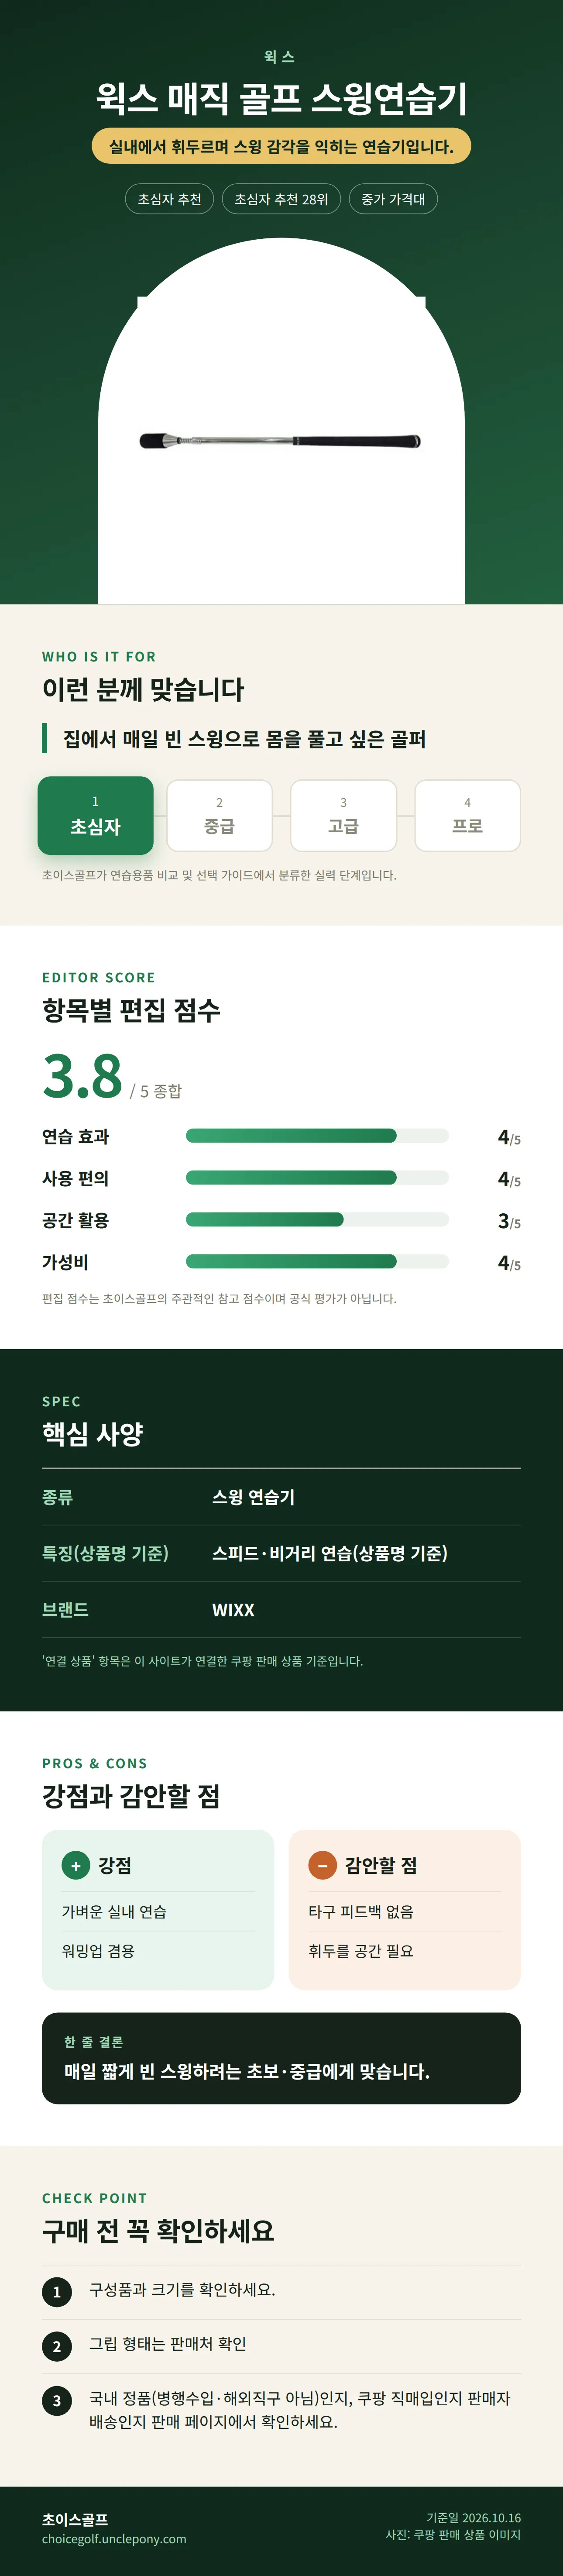 윅스
윅스 매직 골프 스윙연습기
실내에서 휘두르며 스윙 감각을 익히는 연습기입니다.
초심자 추천
초심자 추천 28위
중가 가격대
WHO IS IT FOR
이런 분께 맞습니다
집에서 매일 빈 스윙으로 몸을 풀고 싶은 골퍼
1
초심자
2
중급
3
고급
4
프로
초이스골프가 연습용품 비교 및 선택 가이드에서 분류한 실력 단계입니다.
EDITOR SCORE
항목별 편집 점수
3.8 / 5 종합
연습 효과 4/5
사용 편의 4/5
공간 활용 3/5
가성비 4/5
편집 점수는 초이스골프의 주관적인 참고 점수이며 공식 평가가 아닙니다.
SPEC
핵심 사양
종류 스윙 연습기
특징(상품명 기준) 스피드·비거리 연습(상품명 기준)
브랜드 WIXX
'연결 상품' 항목은 이 사이트가 연결한 쿠팡 판매 상품 기준입니다.
PROS & CONS
강점과 감안할 점
+ 강점
가벼운 실내 연습
워밍업 겸용
− 감안할 점
타구 피드백 없음
휘두를 공간 필요
한 줄 결론
매일 짧게 빈 스윙하려는 초보·중급에게 맞습니다.
CHECK POINT
구매 전 꼭 확인하세요
1 구성품과 크기를 확인하세요.
2 그립 형태는 판매처 확인
3 국내 정품(병행수입·해외직구 아님)인지, 쿠팡 직매입인지 판매자
배송인지 판매 페이지에서 확인하세요.
초이스골프
choicegolf.unclepony.com
기준일 2026.10.16
사진: 쿠팡 판매 상품 이미지